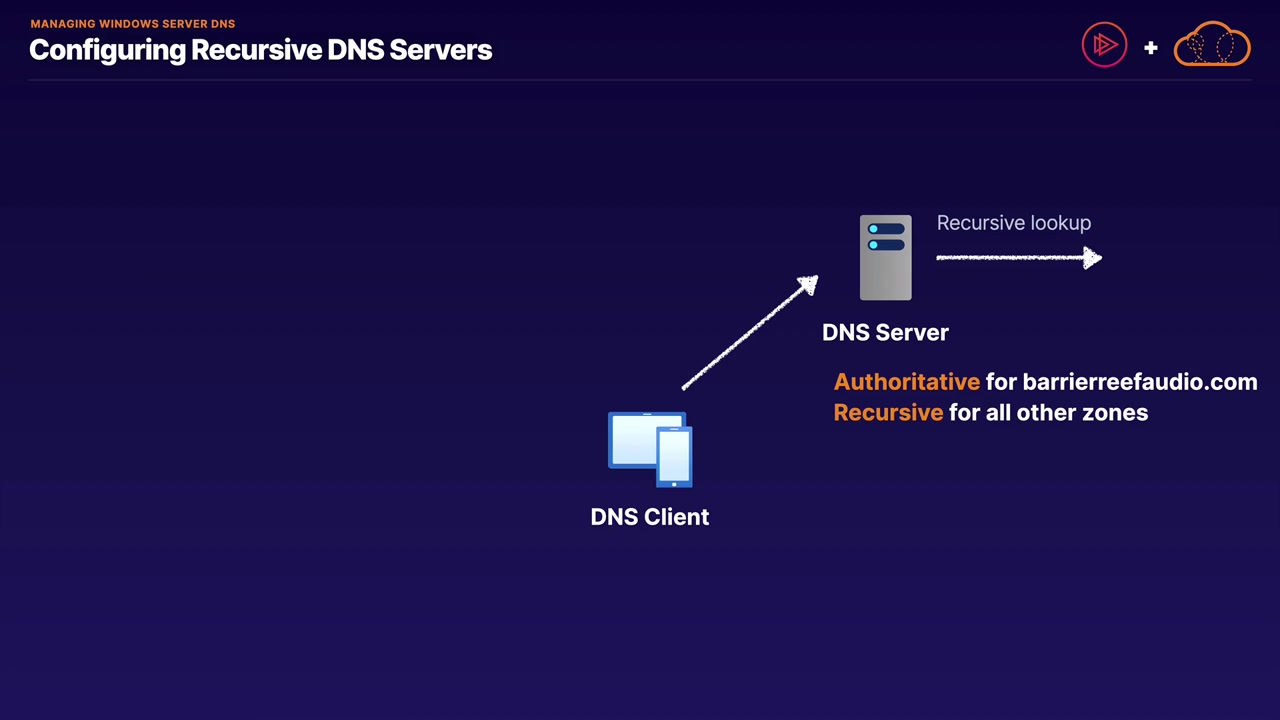 MANAGING WINDOWS SERVER DNS
Configuring Recursive DNS Servers
+
Recursive lookup
DNS Server
Authoritative for barrierreefaudio.com
Recursive for all other zones
DNS Client